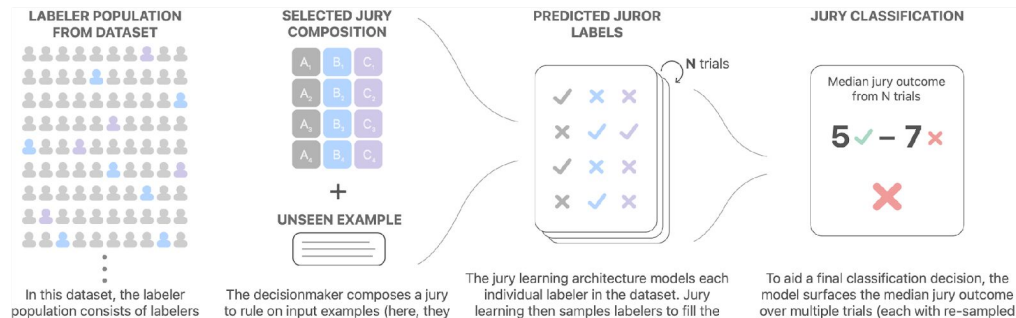 LABELER POPULATION
FROM DATASET
In this dataset, the labeler
population consists of labelers
SELECTED JURY
COMPOSITION
A₁ B₁ C₁
A₂ B₂ C₂
A₃ B₃ C₃
A₄ B₄ C₄
+
UNSEEN EXAMPLE
The decisionmaker composes a jury
to rule on input examples (here, they
PREDICTED JUROR
LABELS
N trials
The jury learning architecture models each
individual labeler in the dataset. Jury
learning then samples labelers to fill the
JURY CLASSIFICATION
Median jury outcome
from N trials
5 ✓ – 7 ×
To aid a final classification decision, the
model surfaces the median jury outcome
over multiple trials (each with re-sampled